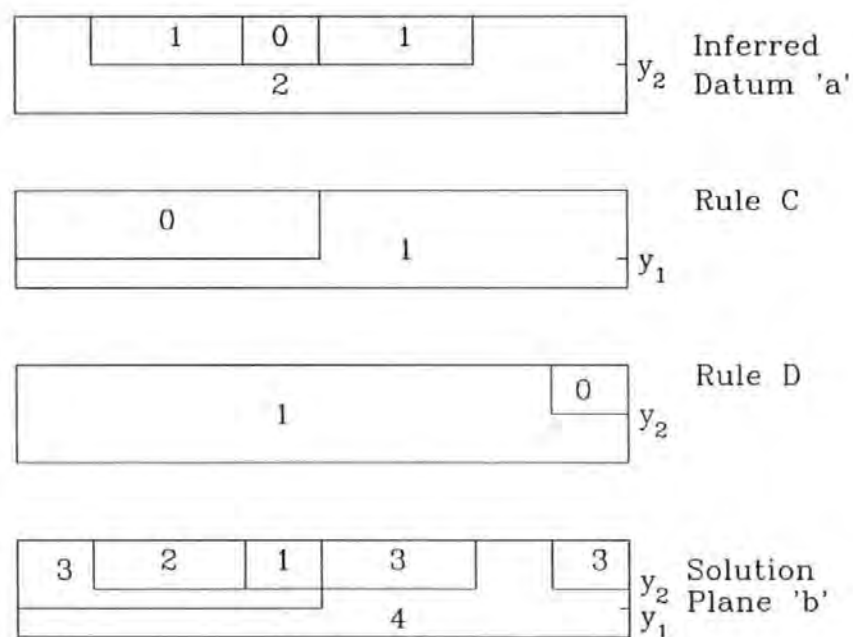 1 0 1
Inferred
y2 Datum 'a'
2
Rule C
0
1
y1
Rule D
0
1
y2
3 2 1 3 3
Solution
y2
Plane 'b'
4
y1